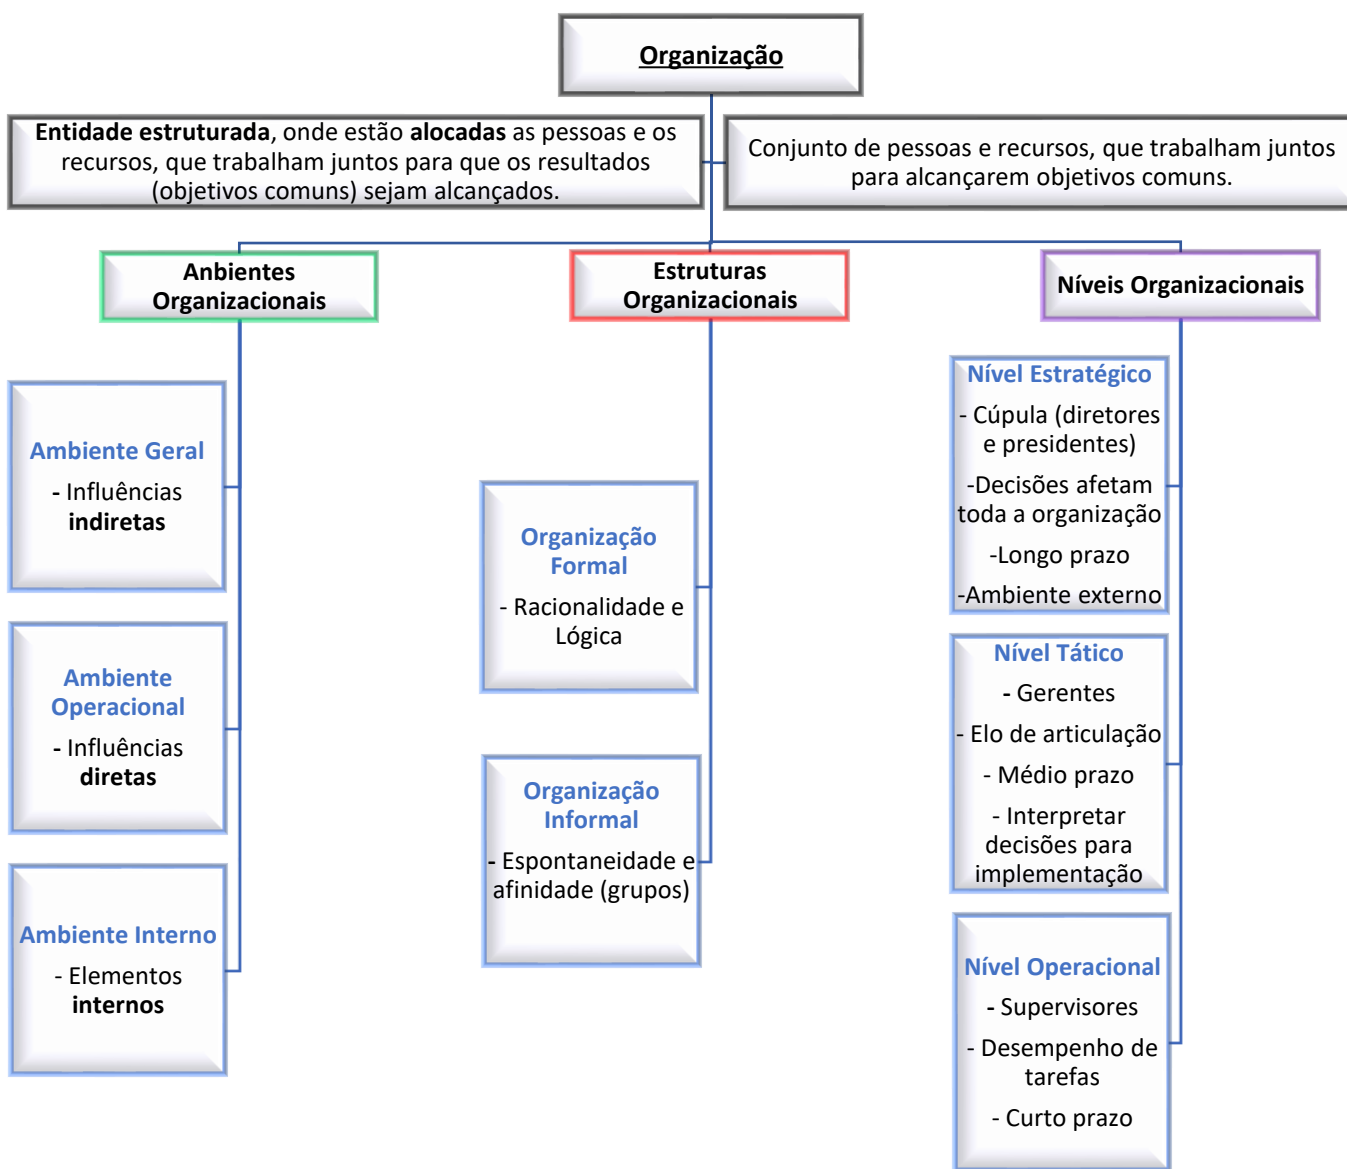 Organização
Entidade estruturada, onde estão alocadas as pessoas e os
recursos, que trabalham juntos para que os resultados
(objetivos comuns) sejam alcançados.
Conjunto de pessoas e recursos, que trabalham juntos
para alcançarem objetivos comuns.
Anbientes
Organizacionais
Ambiente Geral
- Influências
indiretas
Ambiente
Operacional
- Influências
diretas
Ambiente Interno
- Elementos
internos
Estruturas
Organizacionais
Organização
Formal
- Racionalidade e
Lógica
Organização
Informal
- Espontaneidade e
afinidade (grupos)
Níveis Organizacionais
Nível Estratégico
- Cúpula (diretores
e presidentes)
-Decisões afetam
toda a organização
-Longo prazo
-Ambiente externo
Nível Tático
- Gerentes
- Elo de articulação
- Médio prazo
- Interpretar
decisões para
implementação
Nível Operacional
- Supervisores
- Desempenho de
tarefas
- Curto prazo